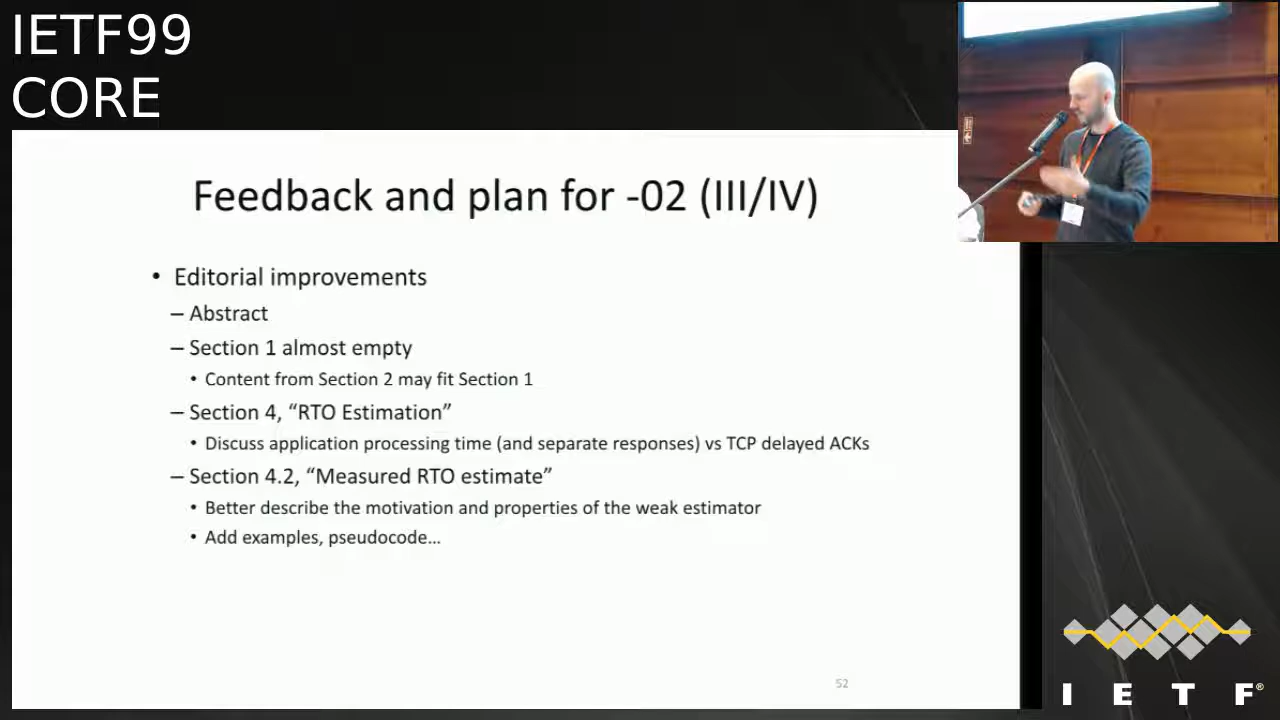 IETF99
CORE
Feedback and plan for -02 (III/IV)
• Editorial improvements
– Abstract
– Section 1 almost empty
• Content from Section 2 may fit Section 1
– Section 4, “RTO Estimation”
• Discuss application processing time (and separate responses) vs TCP delayed ACKs
– Section 4.2, “Measured RTO estimate”
• Better describe the motivation and properties of the weak estimator
• Add examples, pseudocode…
52
I E T F®